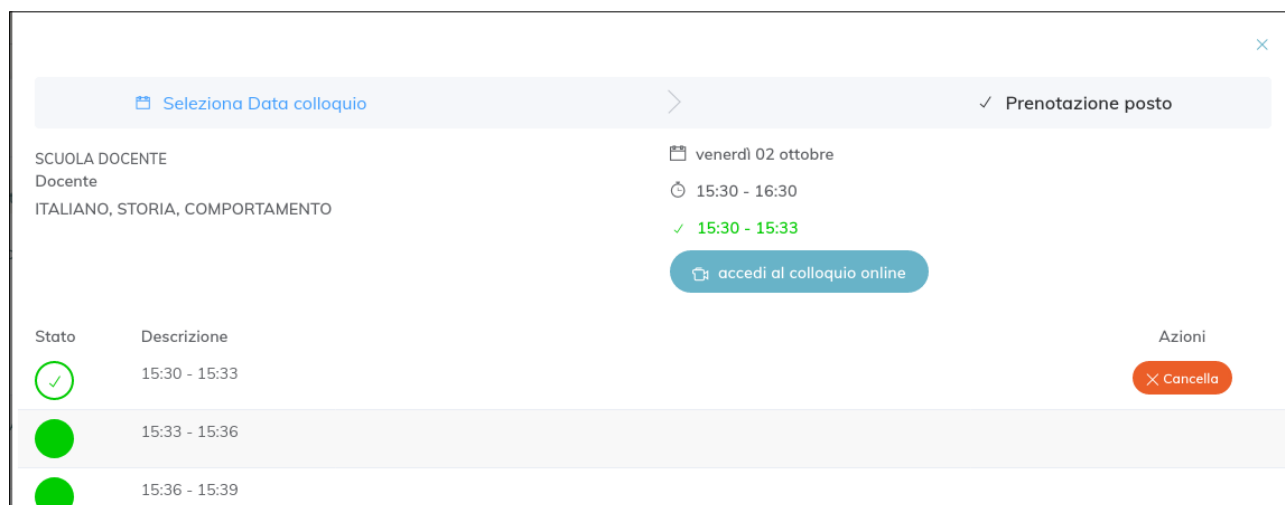 Seleziona Data colloquio
Prenotazione posto
SCUOLA DOCENTE
Docente
ITALIANO, STORIA, COMPORTAMENTO
venerdì 02 ottobre
15:30 - 16:30
15:30 - 15:33
accedi al colloquio online
Stato Descrizione Azioni
15:30 - 15:33 Cancella
15:33 - 15:36
15:36 - 15:39